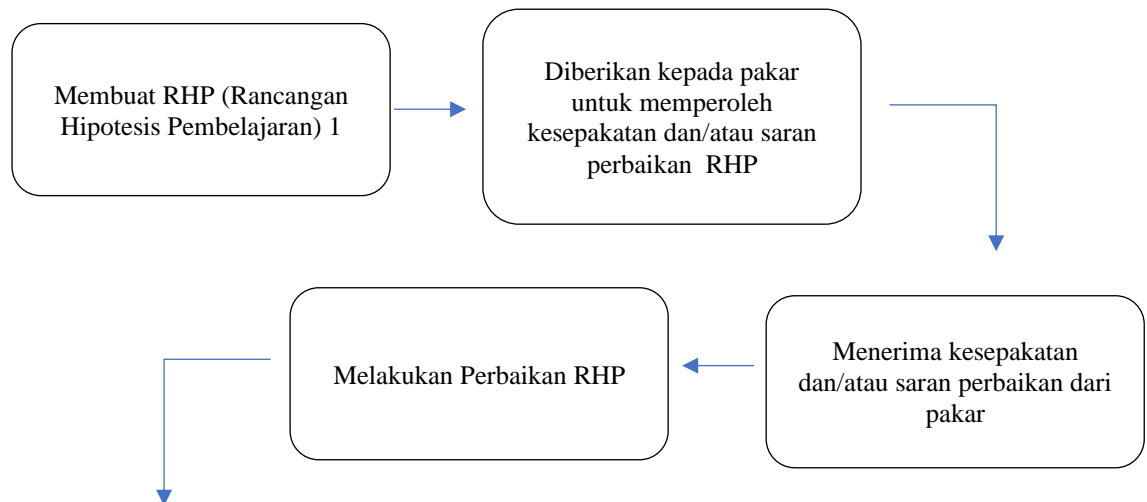 Membuat RHP (Rancangan
Hipotesis Pembelajaran) 1
Diberikan kepada pakar
untuk memperoleh
kesepakatan dan/atau saran
perbaikan  RHP
Menerima kesepakatan
dan/atau saran perbaikan dari
pakar
Melakukan Perbaikan RHP